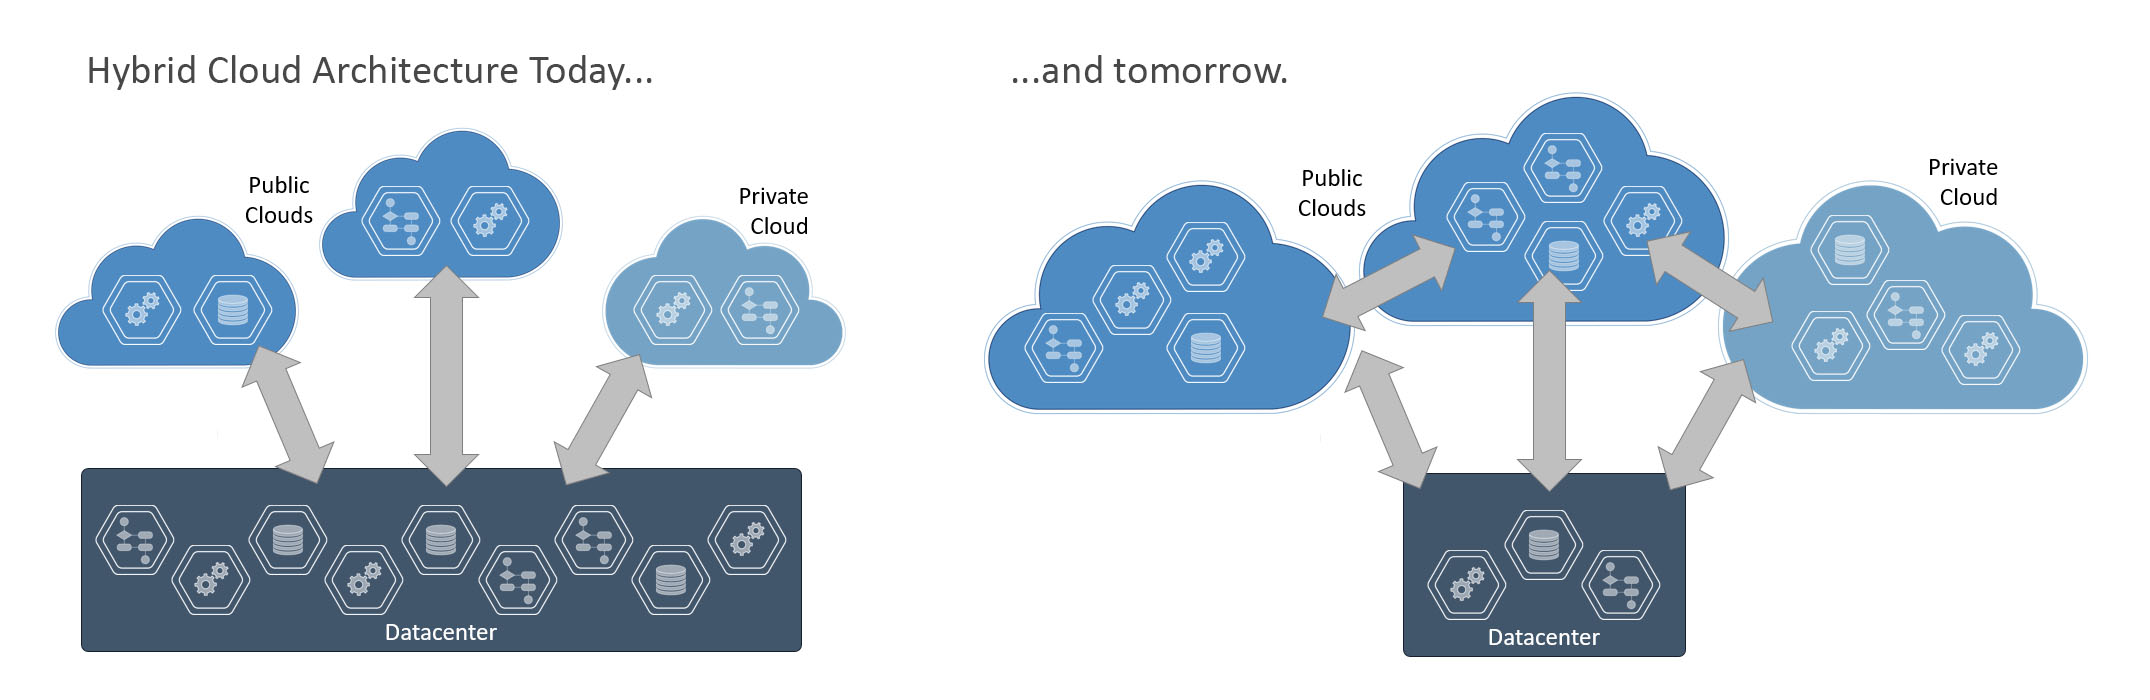 Hybrid Cloud Architecture Today...
Public
Clouds
Private
Cloud
Datacenter
...and tomorrow.
Public
Clouds
Private
Cloud
Datacenter